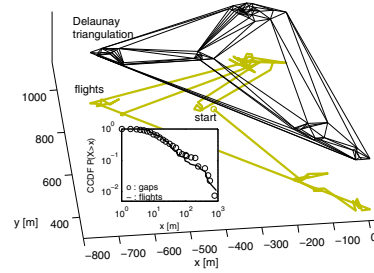 Delaunay
triangulation
flights
start
1000
800
600
400
y [m]
CCDF P(X>x)
10^0
10^-1
10^-2
o : gaps
– : flights
10^0 10^1 10^2 10^3
x [m]
−800 −700 −600 −500 −400 −300 −200 −100 0
x [m]